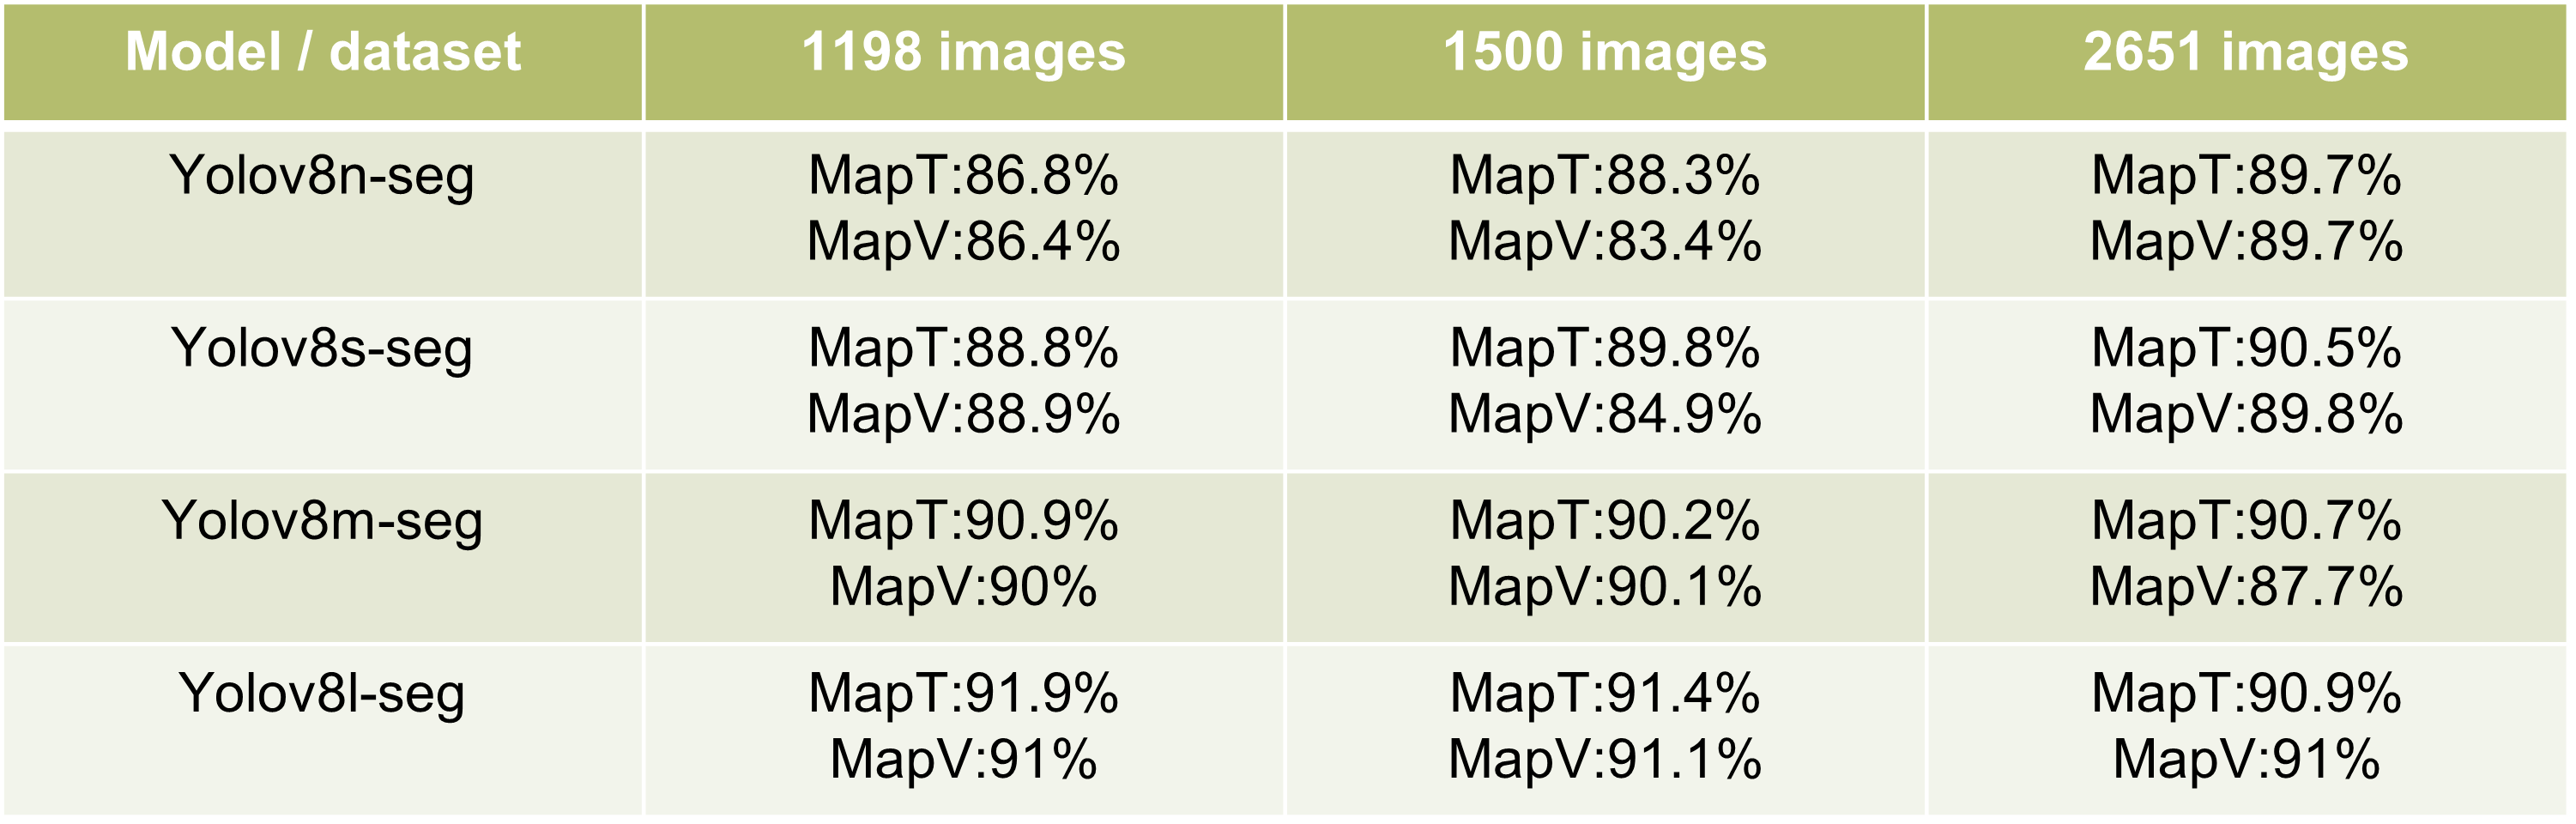 Model / dataset
1198 images
1500 images
2651 images
Yolov8n-seg
MapT:86.8%
MapV:86.4%
MapT:88.3%
MapV:83.4%
MapT:89.7%
MapV:89.7%
Yolov8s-seg
MapT:88.8%
MapV:88.9%
MapT:89.8%
MapV:84.9%
MapT:90.5%
MapV:89.8%
Yolov8m-seg
MapT:90.9%
MapV:90%
MapT:90.2%
MapV:90.1%
MapT:90.7%
MapV:87.7%
Yolov8l-seg
MapT:91.9%
MapV:91%
MapT:91.4%
MapV:91.1%
MapT:90.9%
MapV:91%